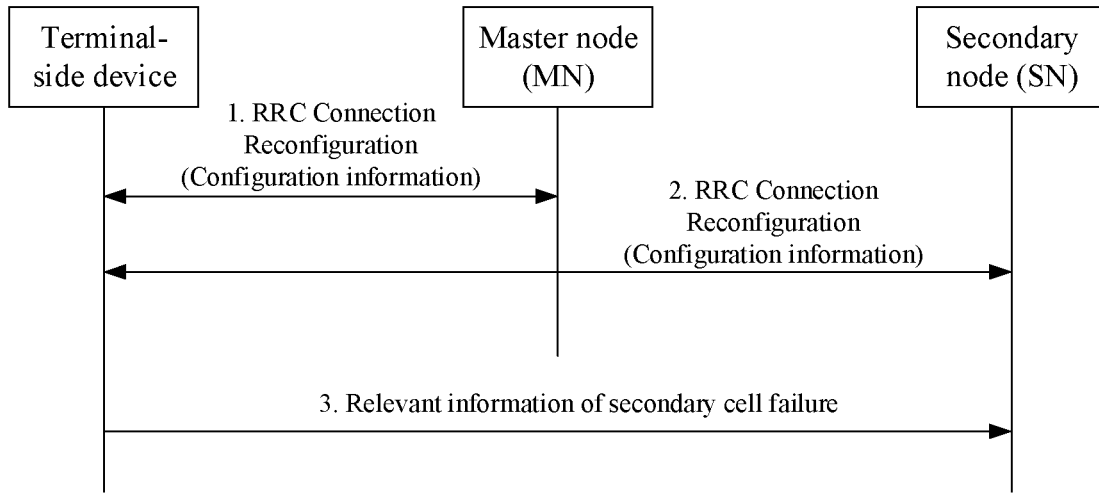 Terminal-
side device
Master node
(MN)
Secondary
node (SN)
1. RRC Connection
Reconfiguration
(Configuration information)
2. RRC Connection
Reconfiguration
(Configuration information)
3. Relevant information of secondary cell failure